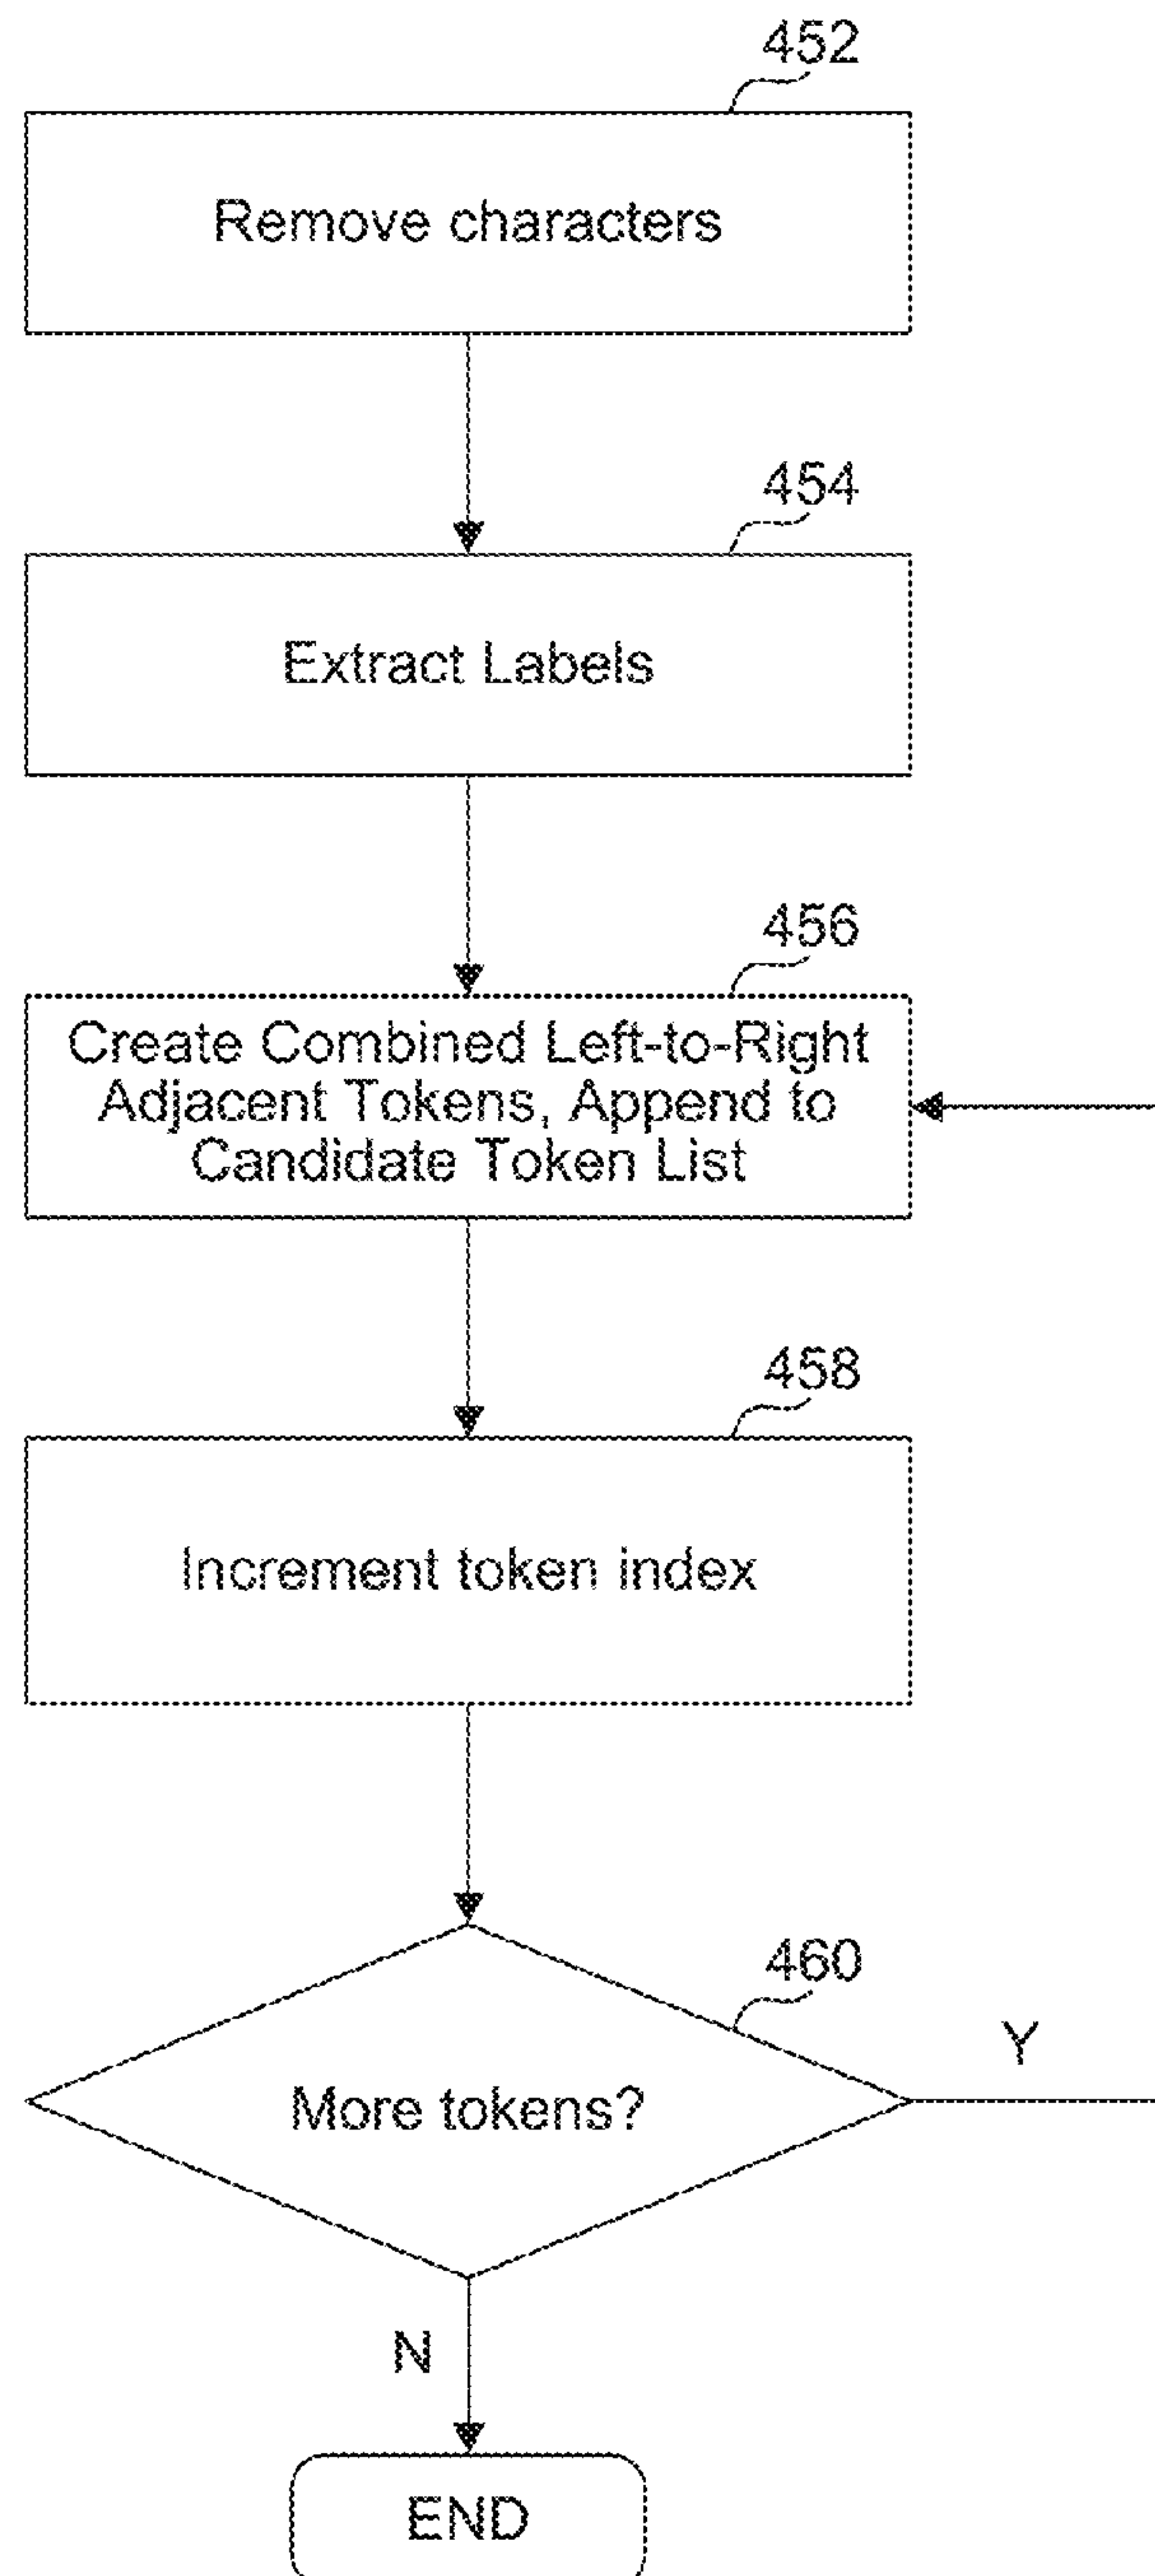 452
Remove characters
454
Extract Labels
456
Create Combined Left-to-Right
Adjacent Tokens, Append to
Candidate Token List
458
Increment token index
460
More tokens?
Y
N
END